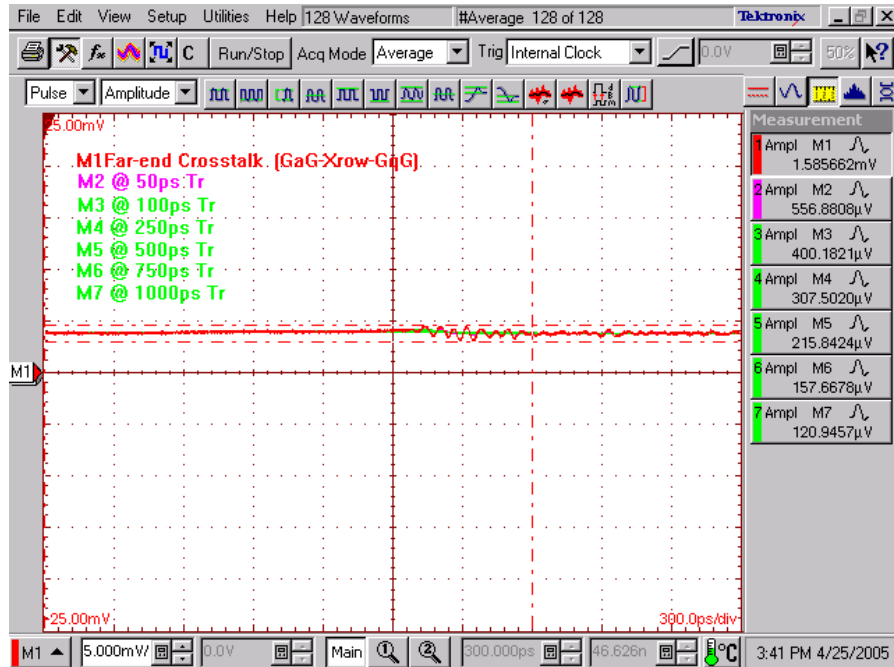 File Edit View Setup Utilities Help 128 Waveforms #Average 128 of 128 Tektronix
C Run/Stop Acq Mode Average Trig Internal Clock 0.0V 50%
Pulse Amplitude
25.00mV
M1Far-end Crosstalk. (GaG-Xrow-GqG)
M2 @ 50ps Tr
M3 @ 100ps Tr
M4 @ 250ps Tr
M5 @ 500ps Tr
M6 @ 750ps Tr
M7 @ 1000ps Tr
M1
-25.00mV 300.0ps/div
Measurement
1 Ampl M1
1.585662mV
2 Ampl M2
556.8808µV
3 Ampl M3
400.1821µV
4 Ampl M4
307.5020µV
5 Ampl M5
215.8424µV
6 Ampl M6
157.6678µV
7 Ampl M7
120.9457µV
M1 5.000mV/ 0.0V Main 1 2 300.000ps 46.626n °C 3:41 PM 4/25/2005